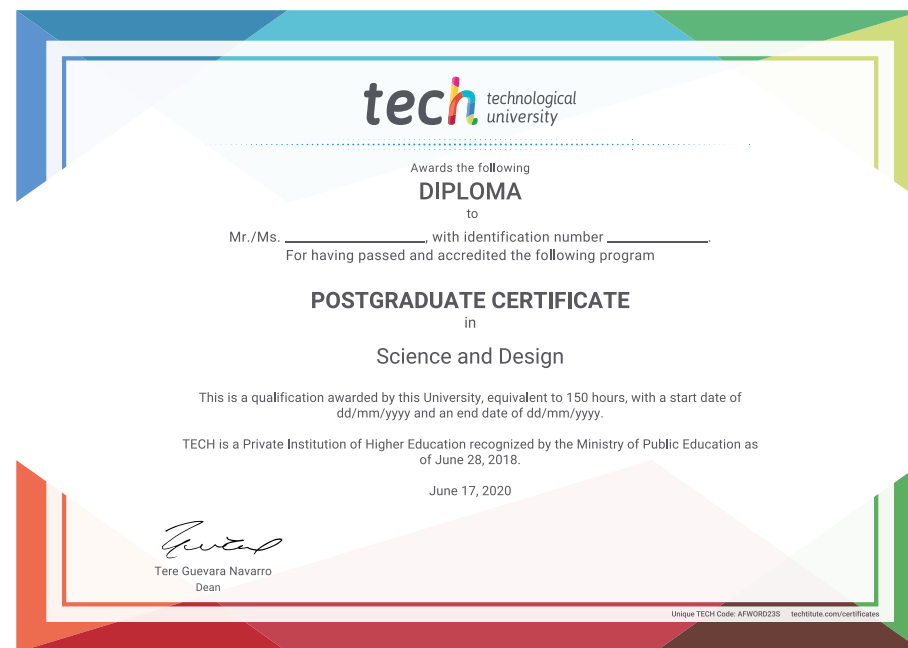 tech technological
university
Awards the following
DIPLOMA
to
Mr./Ms. ____________________, with identification number ______________.
For having passed and accredited the following program
POSTGRADUATE CERTIFICATE
in
Science and Design
This is a qualification awarded by this University, equivalent to 150 hours, with a start date of
dd/mm/yyyy and an end date of dd/mm/yyyy.
TECH is a Private Institution of Higher Education recognized by the Ministry of Public Education as
of June 28, 2018.
June 17, 2020
Tere Guevara Navarro
Dean
Unique TECH Code: AFWORD23S techtitute.com/certificates